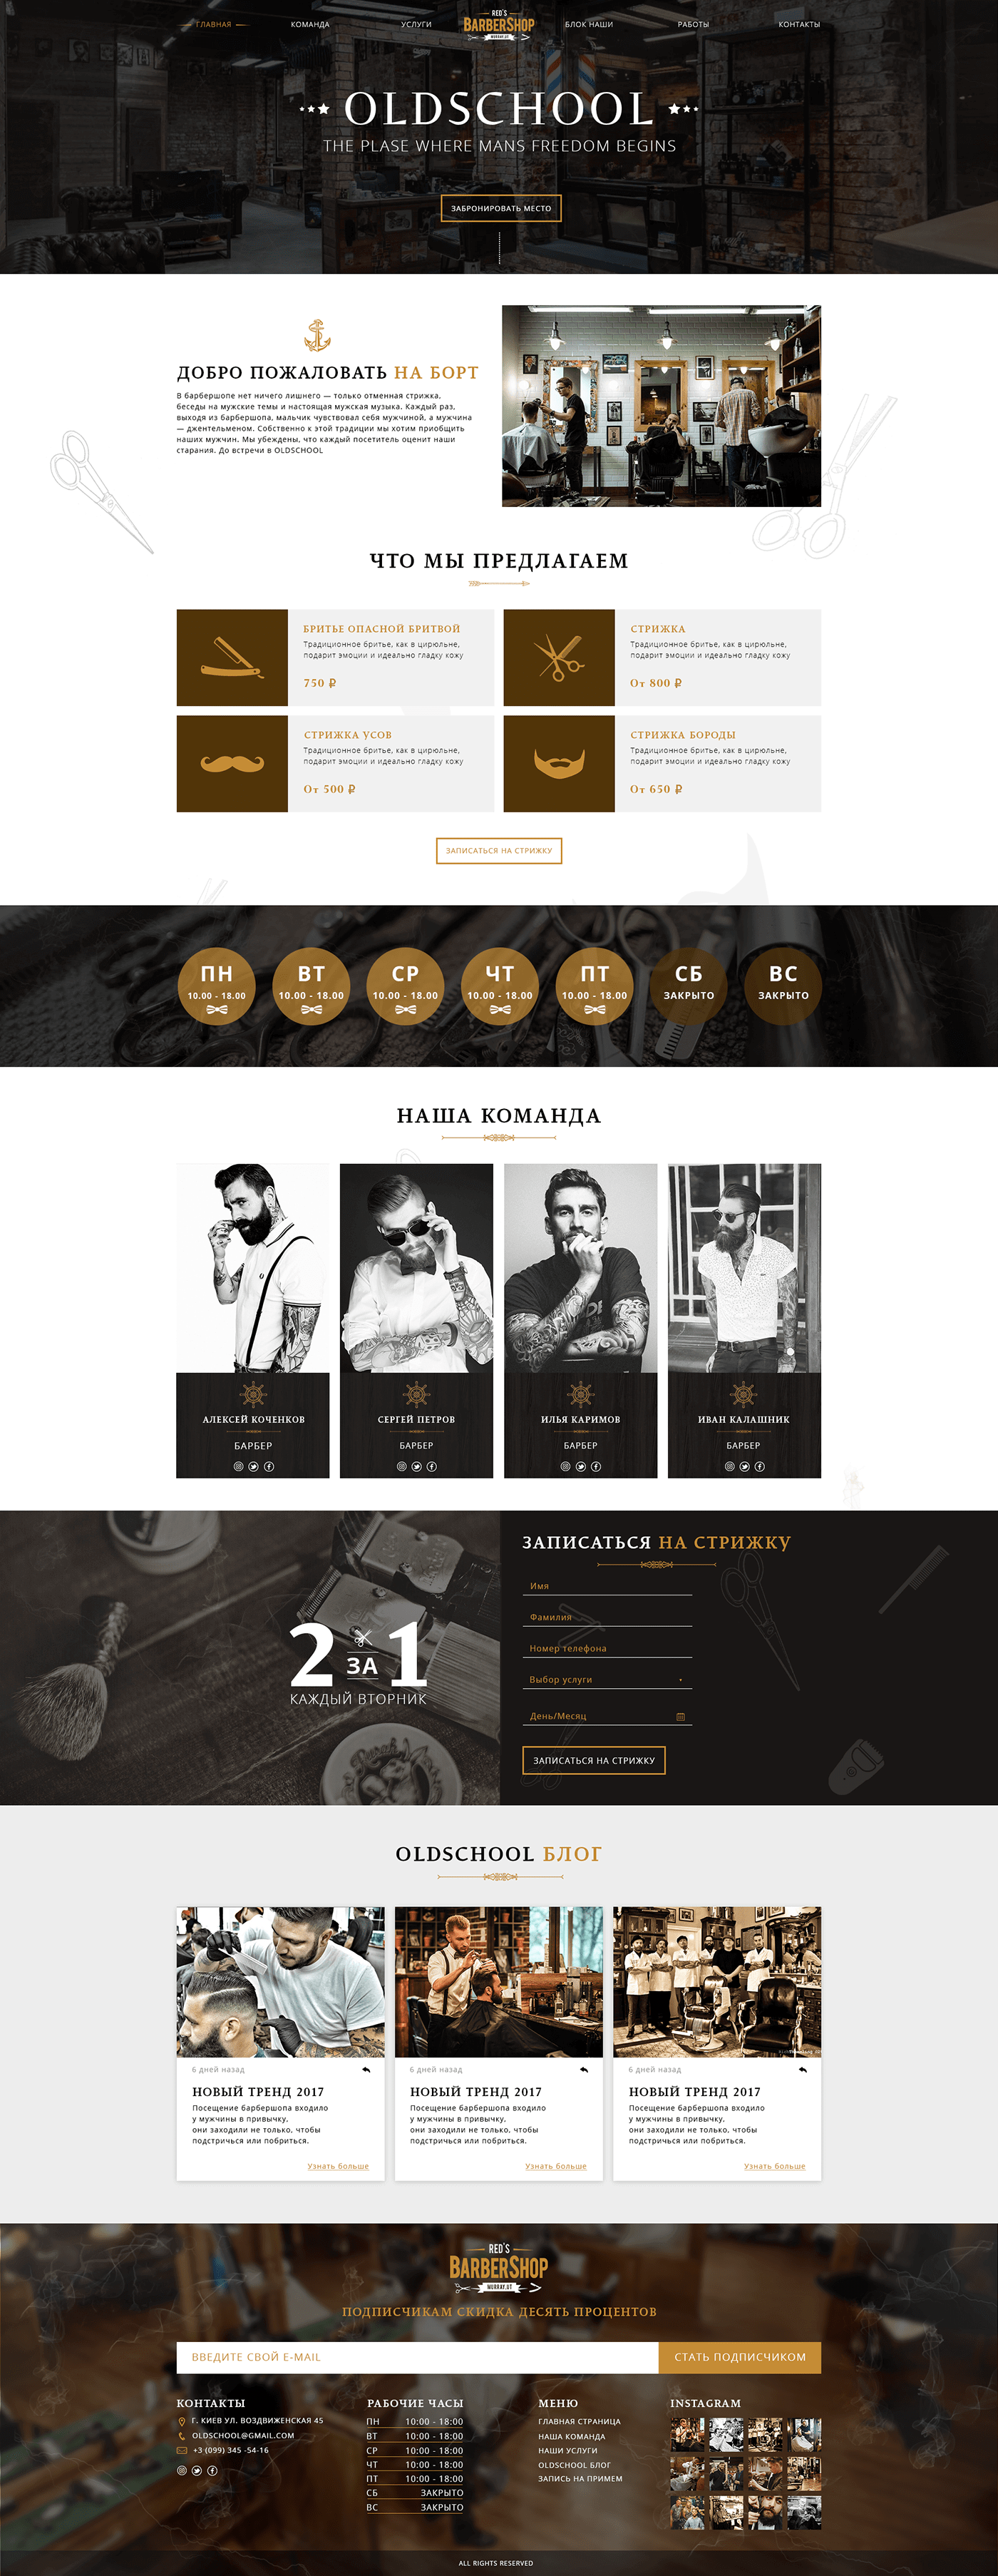 ГЛАВНАЯ
КОМАНДА
УСЛУГИ
RED'S
BARBERSHOP
MURRAY, UT
БЛОК НАШИ
РАБОТЫ
КОНТАКТЫ
OLDSCHOOL
THE PLASE WHERE MANS FREEDOM BEGINS
ЗАБРОНИРОВАТЬ МЕСТО
ДОБРО ПОЖАЛОВАТЬ НА БОРТ
В барбершопе нет ничего лишнего — только отменная стрижка,
беседы на мужские темы и настоящая мужская музыка. Каждый раз,
выходя из барбершопа, мальчик чувствовал себя мужчиной, а мужчина
— джентельменом. Собственно к этой традиции мы хотим приобщить
наших мужчин. Мы убеждены, что каждый посетитель оценит наши
старания. До встречи в OLDSCHOOL
ЧТО МЫ ПРЕДЛАГАЕМ
БРИТЬЕ ОПАСНОЙ БРИТВОЙ
Традиционное бритье, как в цирюльне,
подарит эмоции и идеально гладку кожу
750 ₽
СТРИЖКА
Традиционное бритье, как в цирюльне,
подарит эмоции и идеально гладку кожу
От 800 ₽
СТРИЖКА УСОВ
Традиционное бритье, как в цирюльне,
подарит эмоции и идеально гладку кожу
От 500 ₽
СТРИЖКА БОРОДЫ
Традиционное бритье, как в цирюльне,
подарит эмоции и идеально гладку кожу
От 650 ₽
ЗАПИСАТЬСЯ НА СТРИЖКУ
ПН
10.00 - 18.00
ВТ
10.00 - 18.00
СР
10.00 - 18.00
ЧТ
10.00 - 18.00
ПТ
10.00 - 18.00
СБ
ЗАКРЫТО
ВС
ЗАКРЫТО
НАША КОМАНДА
АЛЕКСЕЙ КОЧЕНКОВ
БАРБЕР
СЕРГЕЙ ПЕТРОВ
БАРБЕР
ИЛЬЯ КАРИМОВ
БАРБЕР
ИВАН КАЛАШНИК
БАРБЕР
2 ЗА 1
КАЖДЫЙ ВТОРНИК
ЗАПИСАТЬСЯ НА СТРИЖКУ
Имя
Фамилия
Номер телефона
Выбор услуги
День/Месяц
ЗАПИСАТЬСЯ НА СТРИЖКУ
OLDSCHOOL БЛОГ
6 дней назад
НОВЫЙ ТРЕНД 2017
Посещение барбершопа входило
у мужчины в привычку,
они заходили не только, чтобы
подстричься или побриться.
Узнать больше
6 дней назад
НОВЫЙ ТРЕНД 2017
Посещение барбершопа входило
у мужчины в привычку,
они заходили не только, чтобы
подстричься или побриться.
Узнать больше
6 дней назад
НОВЫЙ ТРЕНД 2017
Посещение барбершопа входило
у мужчины в привычку,
они заходили не только, чтобы
подстричься или побриться.
Узнать больше
RED'S
BARBERSHOP
MURRAY, UT
ПОДПИСЧИКАМ СКИДКА ДЕСЯТЬ ПРОЦЕНТОВ
ВВЕДИТЕ СВОЙ E-MAIL
СТАТЬ ПОДПИСЧИКОМ
КОНТАКТЫ
Г. КИЕВ УЛ. ВОЗДВИЖЕНСКАЯ 45
OLDSCHOOL@GMAIL.COM
+3 (099) 345 -54-16
РАБОЧИЕ ЧАСЫ
ПН 10:00 - 18:00
ВТ 10:00 - 18:00
СР 10:00 - 18:00
ЧТ 10:00 - 18:00
ПТ 10:00 - 18:00
СБ ЗАКРЫТО
ВС ЗАКРЫТО
МЕНЮ
ГЛАВНАЯ СТРАНИЦА
НАША КОМАНДА
НАШИ УСЛУГИ
OLDSCHOOL БЛОГ
ЗАПИСЬ НА ПРИМЕМ
INSTAGRAM
ALL RIGHTS RESERVED